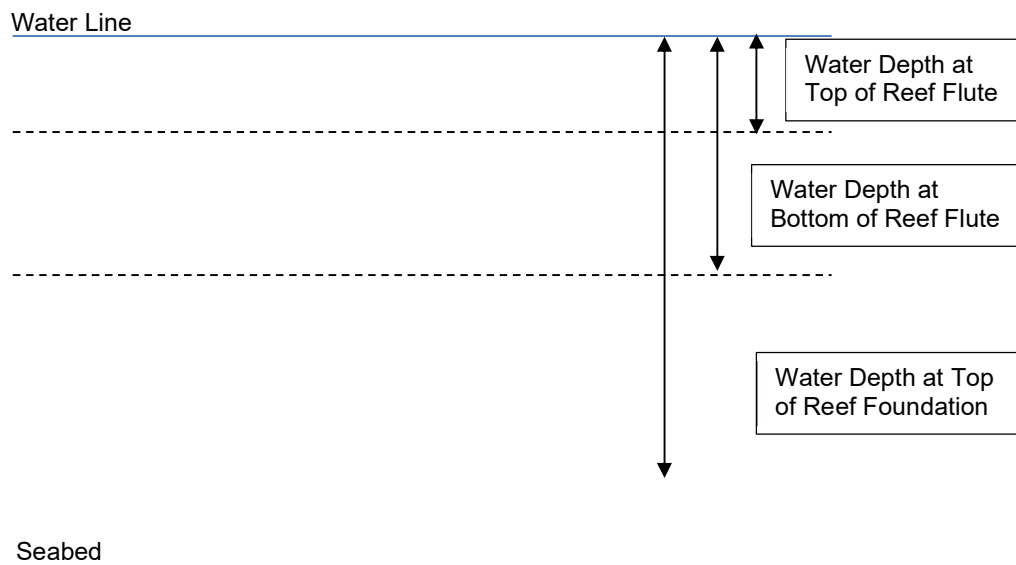 Water Line
Water Depth at
Top of Reef Flute
Water Depth at
Bottom of Reef Flute
Water Depth at Top
of Reef Foundation
Seabed